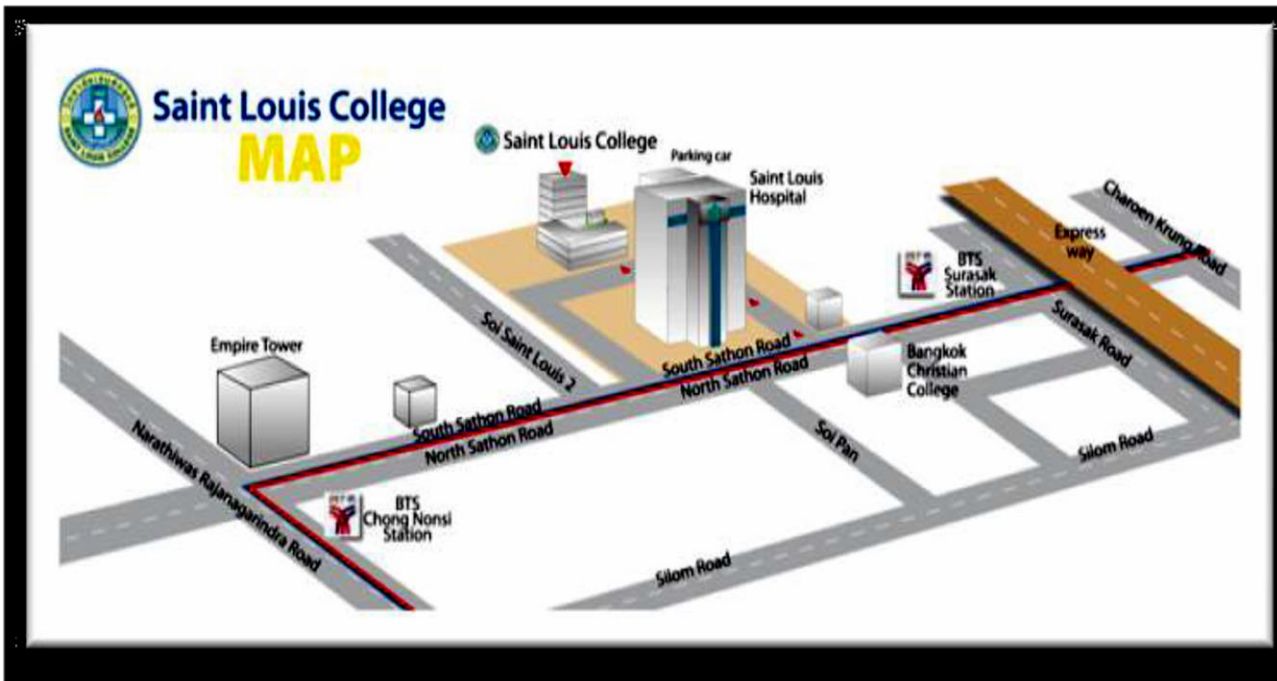 Saint Louis College
MAP
Saint Louis College
Parking car
Saint Louis
Hospital
Charoen Krung Road
Express
way
BTS
Surasak
Station
Soi Saint Louis 2
Surasak Road
Empire Tower
South Sathon Road
North Sathon Road
Bangkok
Christian
College
South Sathon Road
North Sathon Road
Soi Pan
Silom Road
Narathiwas Rajanagarindra Road
BTS
Chong Nonsi
Station
Silom Road